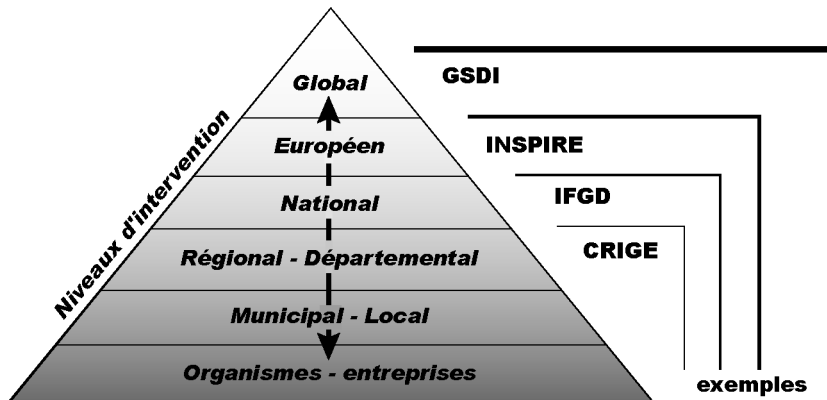 Niveaux d'intervention
Global
Européen
National
Régional - Départemental
Municipal - Local
Organismes - entreprises
GSDI
INSPIRE
IFGD
CRIGE
exemples